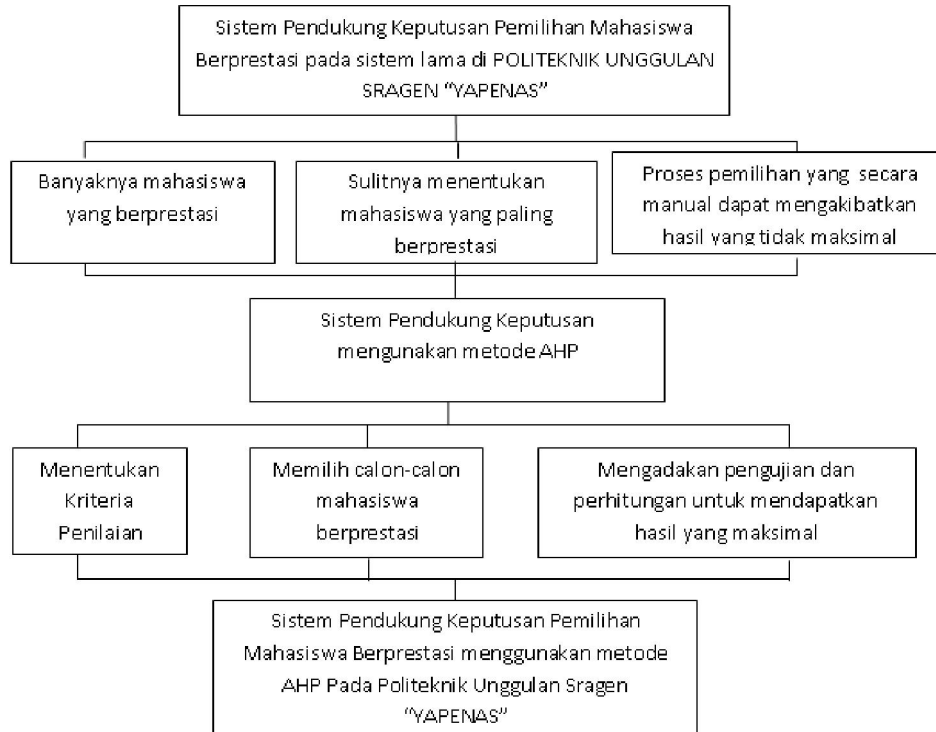 Sistem Pendukung Keputusan Pemilihan Mahasiswa
Berprestasi pada sistem lama di POLITEKNIK UNGGULAN
SRAGEN “YAPENAS”
Banyaknya mahasiswa
yang berprestasi
Sulitnya menentukan
mahasiswa yang paling
berprestasi
Proses pemilihan yang secara
manual dapat mengakibatkan
hasil yang tidak maksimal
Sistem Pendukung Keputusan
mengunakan metode AHP
Menentukan
Kriteria
Penilaian
Memilih calon-calon
mahasiswa
berprestasi
Mengadakan pengujian dan
perhitungan untuk mendapatkan
hasil yang maksimal
Sistem Pendukung Keputusan Pemilihan
Mahasiswa Berprestasi menggunakan metode
AHP Pada Politeknik Unggulan Sragen
“YAPENAS”